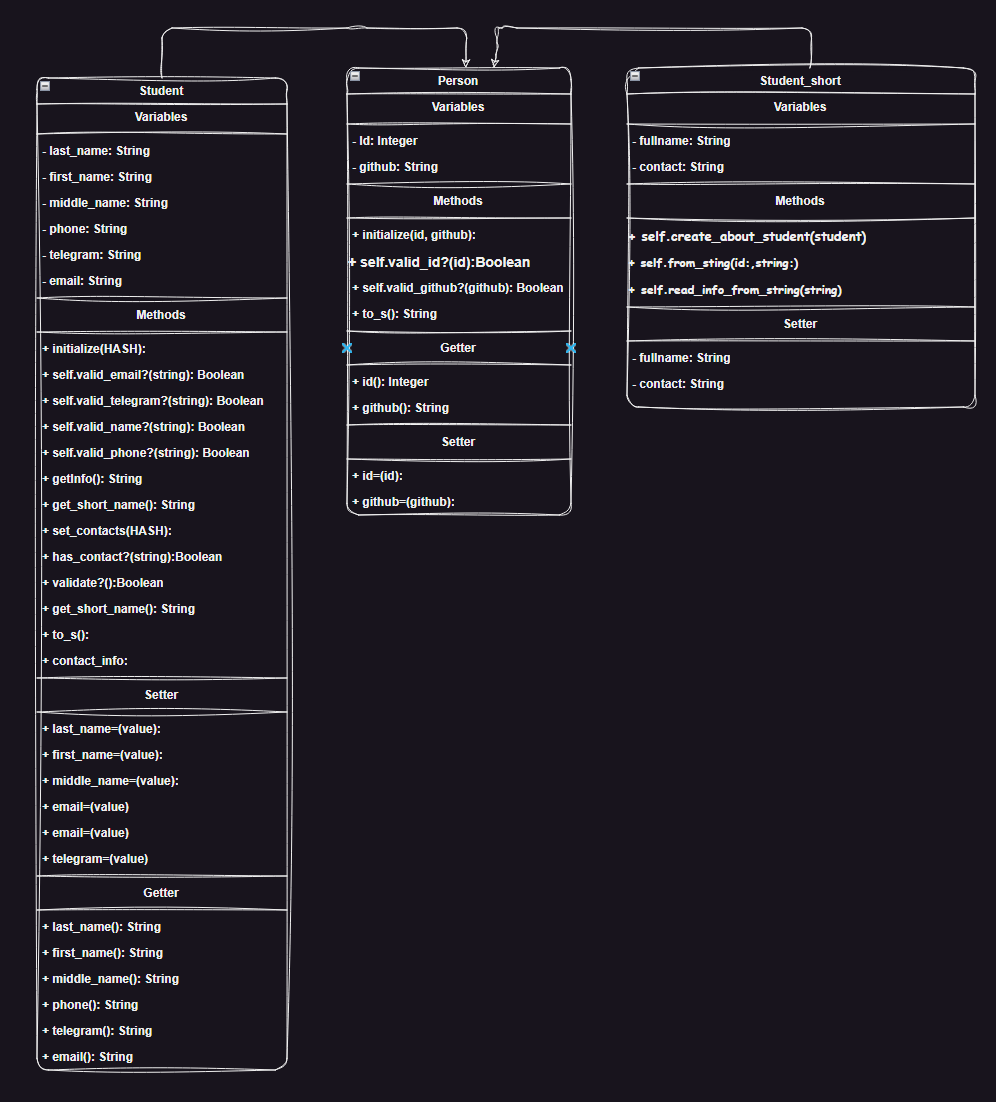 Student
Variables
- last_name: String
- first_name: String
- middle_name: String
- phone: String
- telegram: String
- email: String
Methods
+ initialize(HASH):
+ self.valid_email?(string): Boolean
+ self.valid_telegram?(string): Boolean
+ self.valid_name?(string): Boolean
+ self.valid_phone?(string): Boolean
+ getInfo(): String
+ get_short_name(): String
+ set_contacts(HASH):
+ has_contact?(string):Boolean
+ validate?():Boolean
+ get_short_name(): String
+ to_s():
+ contact_info:
Setter
+ last_name=(value):
+ first_name=(value):
+ middle_name=(value):
+ email=(value)
+ email=(value)
+ telegram=(value)
Getter
+ last_name(): String
+ first_name(): String
+ middle_name(): String
+ phone(): String
+ telegram(): String
+ email(): String
Person
Variables
- Id: Integer
- github: String
Methods
+ initialize(id, github):
+ self.valid_id?(id):Boolean
+ self.valid_github?(github): Boolean
+ to_s(): String
Getter
+ id(): Integer
+ github(): String
Setter
+ id=(id):
+ github=(github):
Student_short
Variables
- fullname: String
- contact: String
Methods
+ self.create_about_student(student)
+ self.from_sting(id:,string:)
+ self.read_info_from_string(string)
Setter
- fullname: String
- contact: String